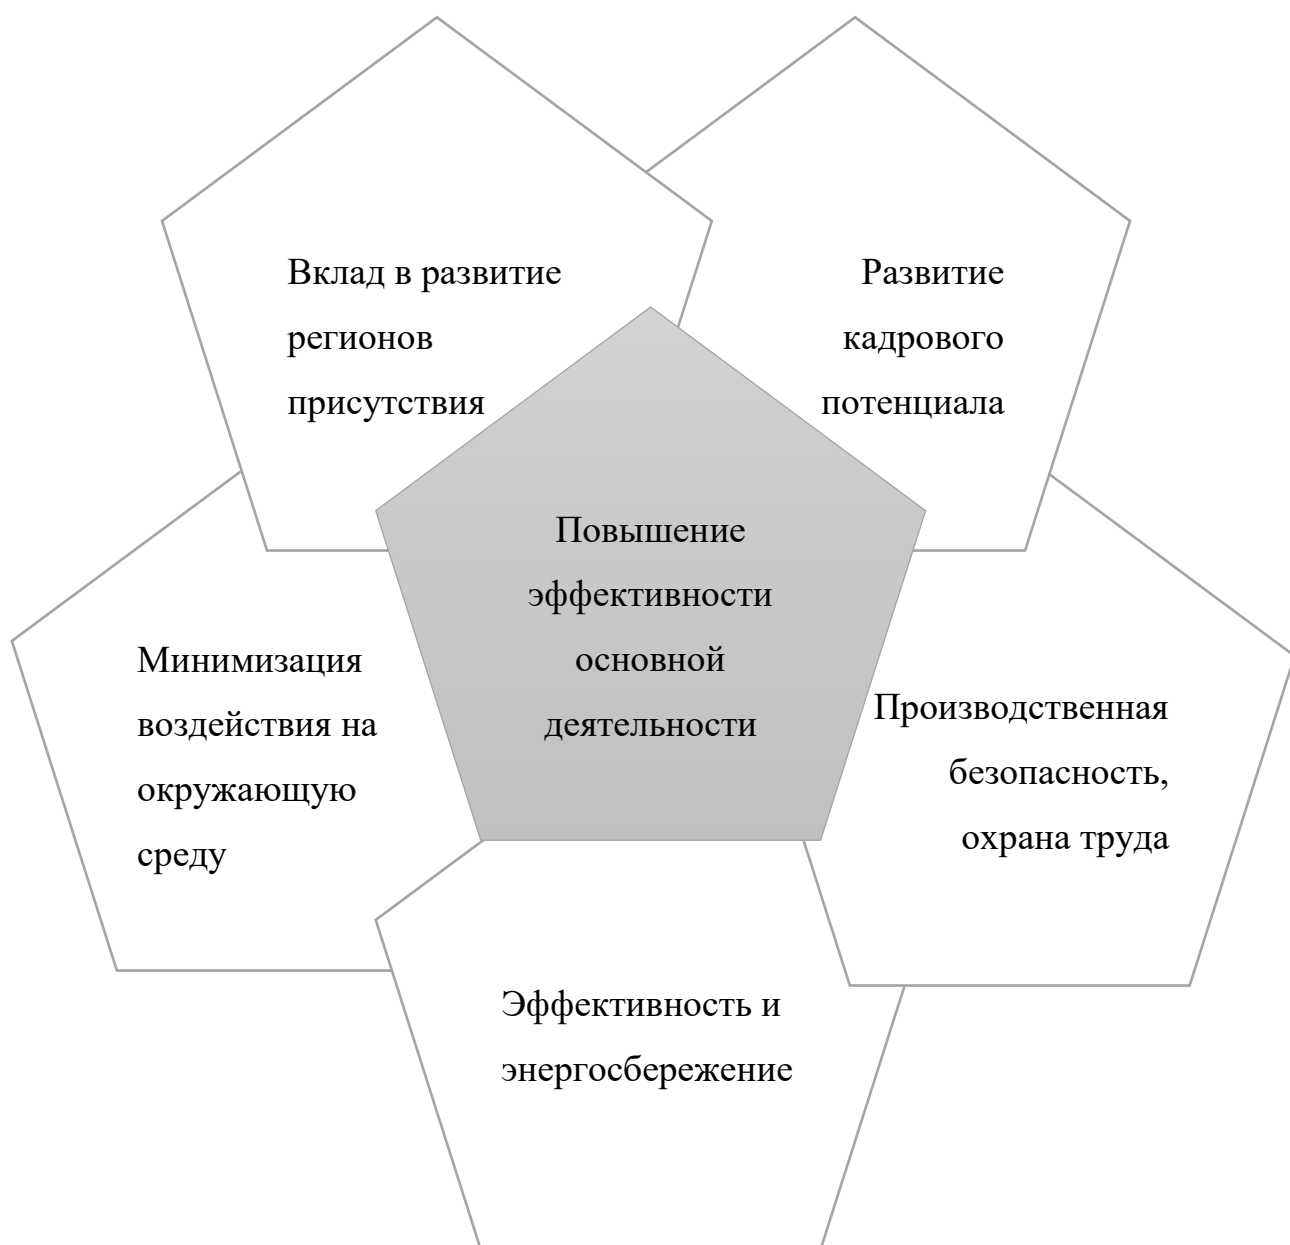 Вклад в развитие
регионов
присутствия
Развитие
кадрового
потенциала
Повышение
эффективности
основной
деятельности
Минимизация
воздействия на
окружающую
среду
Производственная
безопасность,
охрана труда
Эффективность и
энергосбережение